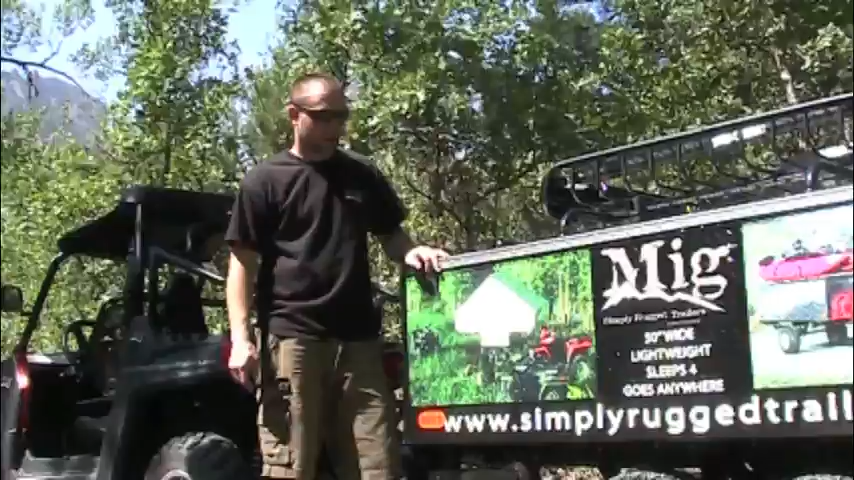 Mig
Simply Rugged Trailers
50" WIDE
LIGHTWEIGHT
SLEEPS 4
GOES ANYWHERE
www.simplyruggedtrail